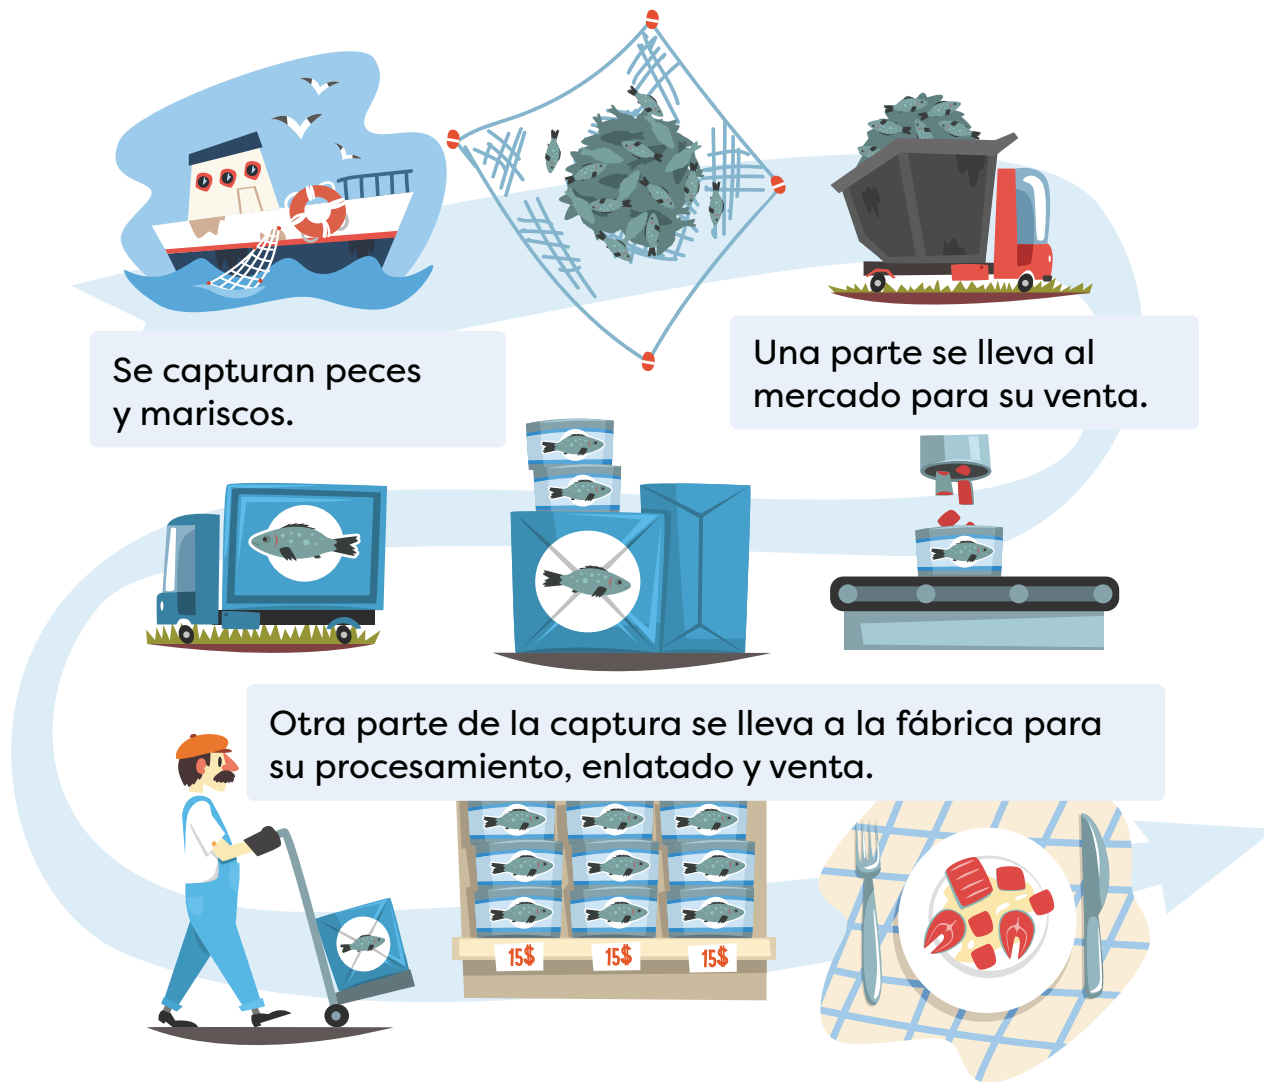 Se capturan peces
y mariscos.
Una parte se lleva al
mercado para su venta.
Otra parte de la captura se lleva a la fábrica para
su procesamiento, enlatado y venta.
15$ 15$ 15$